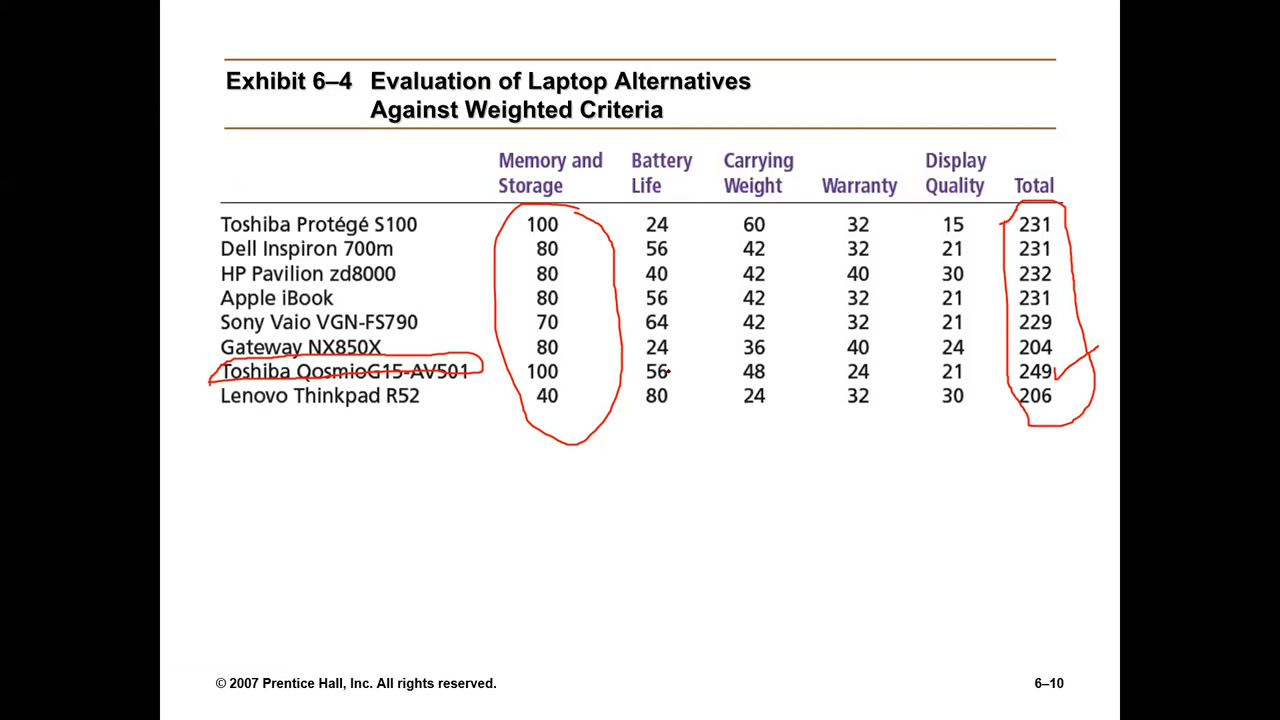 Exhibit 6–4 Evaluation of Laptop Alternatives
Against Weighted Criteria
Memory and Storage Battery Life Carrying Weight Warranty Display Quality Total
Toshiba Protégé S100 100 24 60 32 15 231
Dell Inspiron 700m 80 56 42 32 21 231
HP Pavilion zd8000 80 40 42 40 30 232
Apple iBook 80 56 42 32 21 231
Sony Vaio VGN-FS790 70 64 42 32 21 229
Gateway NX850X 80 24 36 40 24 204
Toshiba QosmioG15-AV501 100 56 48 24 21 249
Lenovo Thinkpad R52 40 80 24 32 30 206
© 2007 Prentice Hall, Inc. All rights reserved. 6–10